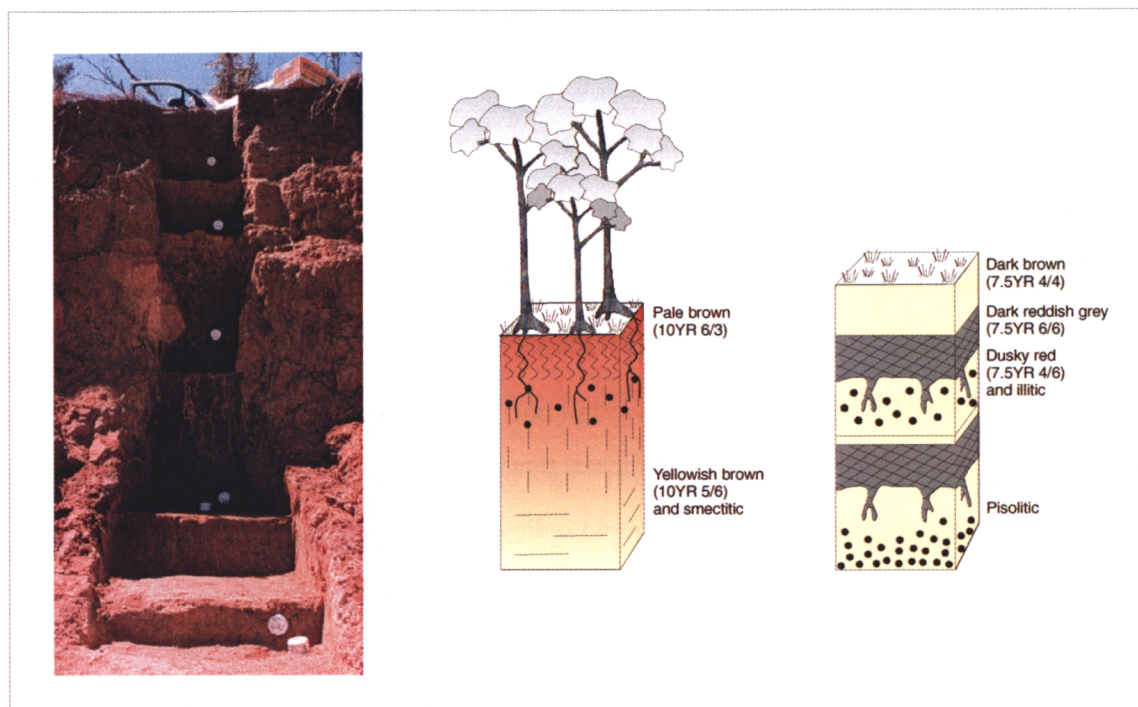 Pale brown
(10YR 6/3)
Yellowish brown
(10YR 5/6)
and smectitic
Dark brown
(7.5YR 4/4)
Dark reddish grey
(7.5YR 6/6)
Dusky red
(7.5YR 4/6)
and illitic
Pisolitic